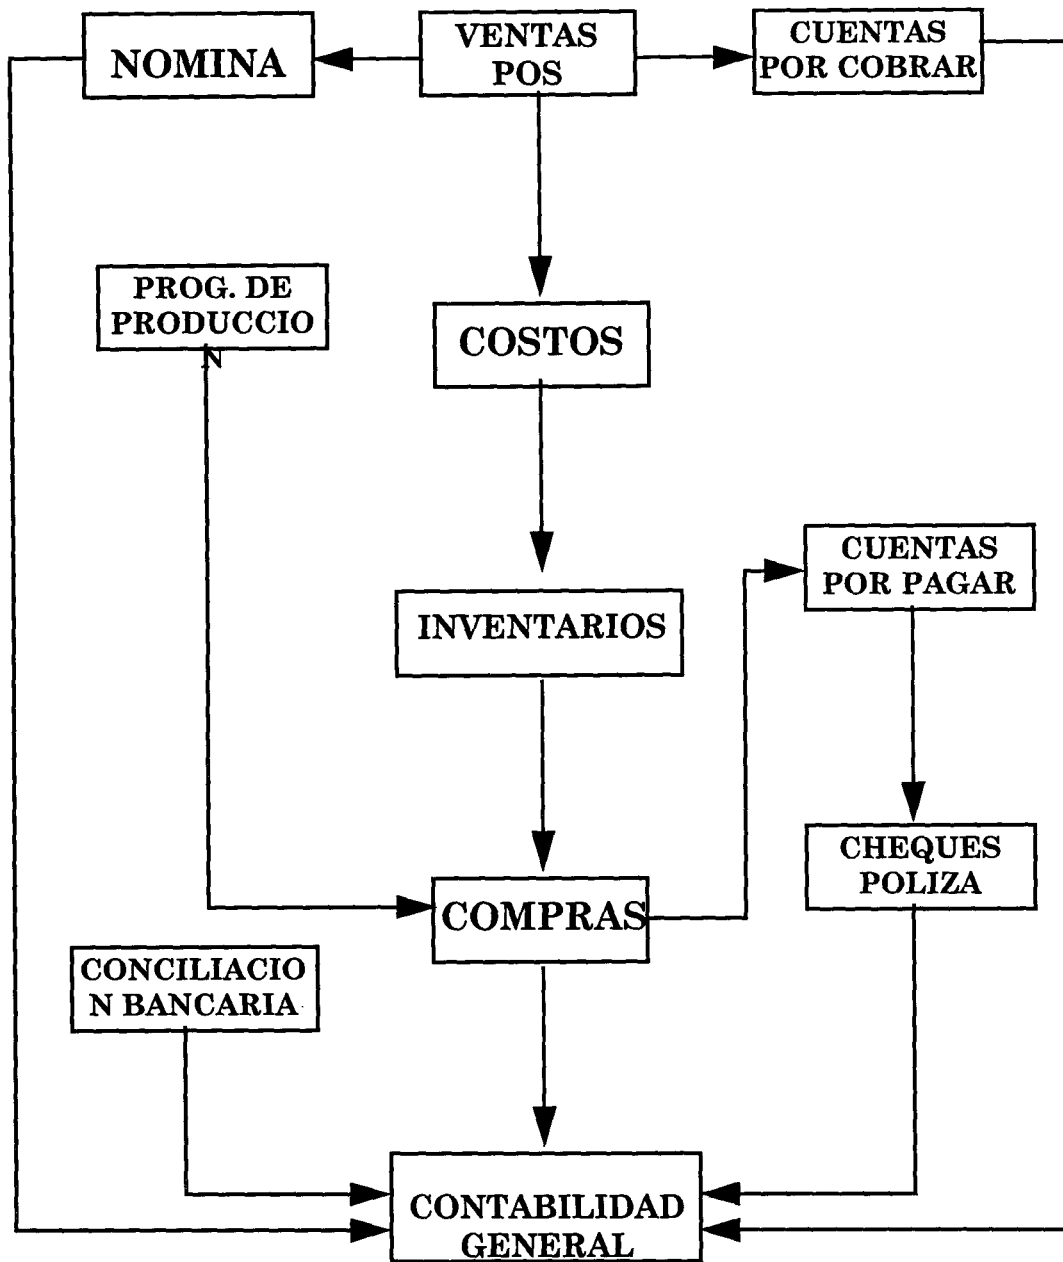 NOMINA
VENTAS
POS
CUENTAS
POR COBRAR
PROG. DE
PRODUCCIO
N
COSTOS
CUENTAS
POR PAGAR
INVENTARIOS
CHEQUES
POLIZA
COMPRAS
CONCILIACIO
N BANCARIA
CONTABILIDAD
GENERAL